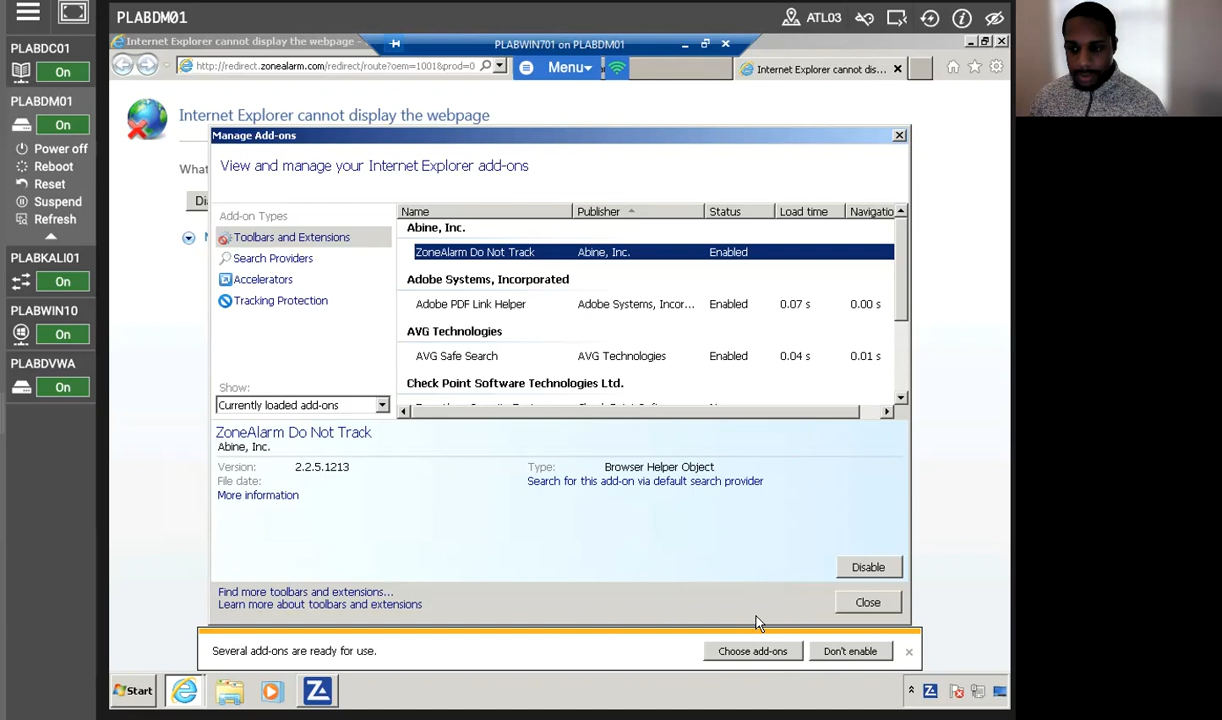 PLABDM01
ATL03
PLABDC01
On
PLABDM01
On
Power off
Reboot
Reset
Suspend
Refresh
PLABKALI01
On
PLABWIN10
On
PLABDVWA
On
Internet Explorer cannot display the webpage -
PLABWIN701 on PLABDM01
http://redirect.zonealarm.com/redirect/route?oem=1001&prod=0
Menu
Internet Explorer cannot dis...
Internet Explorer cannot display the webpage
Manage Add-ons
View and manage your Internet Explorer add-ons
Add-on Types
Toolbars and Extensions
Search Providers
Accelerators
Tracking Protection
Show:
Currently loaded add-ons
Name Publisher Status Load time Navigatio
Abine, Inc.
ZoneAlarm Do Not Track Abine, Inc. Enabled
Adobe Systems, Incorporated
Adobe PDF Link Helper Adobe Systems, Incor... Enabled 0.07 s 0.00 s
AVG Technologies
AVG Safe Search AVG Technologies Enabled 0.04 s 0.01 s
Check Point Software Technologies Ltd.
ZoneAlarm Do Not Track
Abine, Inc.
Version: 2.2.5.1213
Type: Browser Helper Object
File date:
Search for this add-on via default search provider
More information
Disable
Find more toolbars and extensions...
Learn more about toolbars and extensions
Close
Several add-ons are ready for use.
Choose add-ons
Don't enable
Start